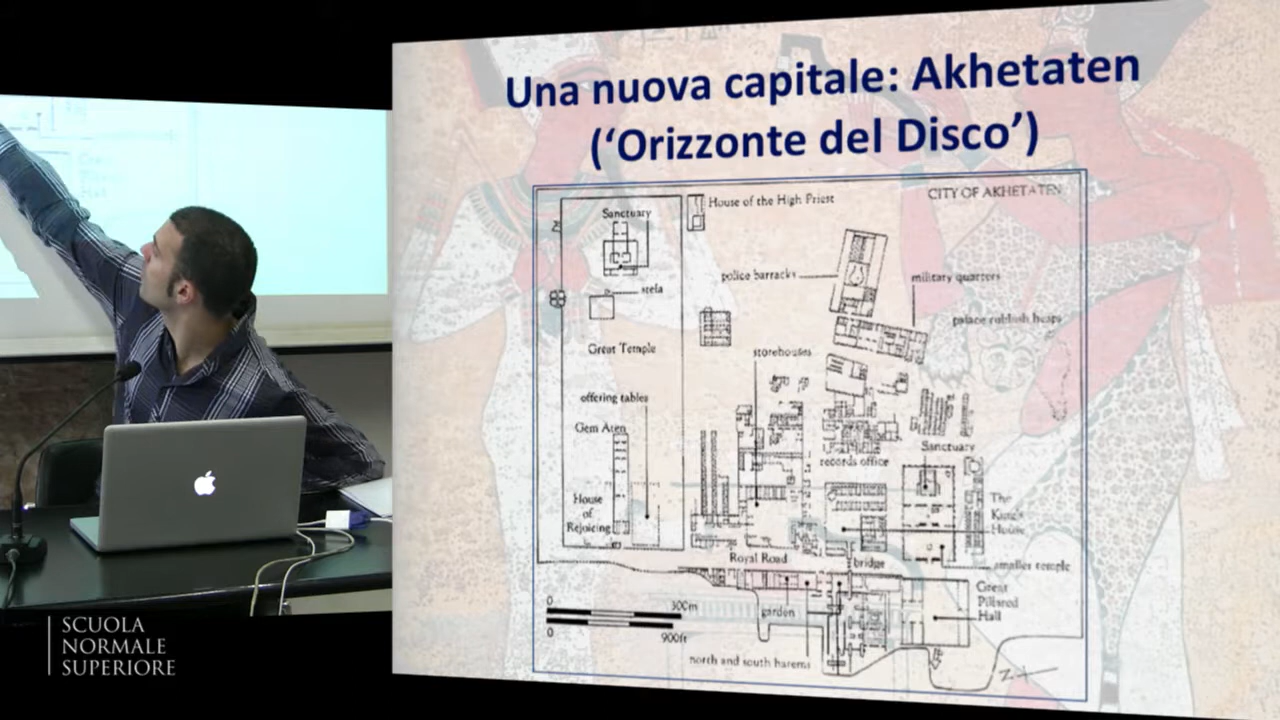 Una nuova capitale: Akhetaten
(‘Orizzonte del Disco’)
CITY OF AKHETATEN
House of the High Priest
Sanctuary
police barracks
military quarters
stela
palace rubbish heaps
Great Temple
storehouses
offering tables
Gem Aten
Sanctuary
records office
House
of
Rejoicing
The
King's
House
Royal Road
bridge
smaller temple
Great
Pillared
Hall
0
300m
garden
0
900ft
north and south harems
SCUOLA
NORMALE
SUPERIORE